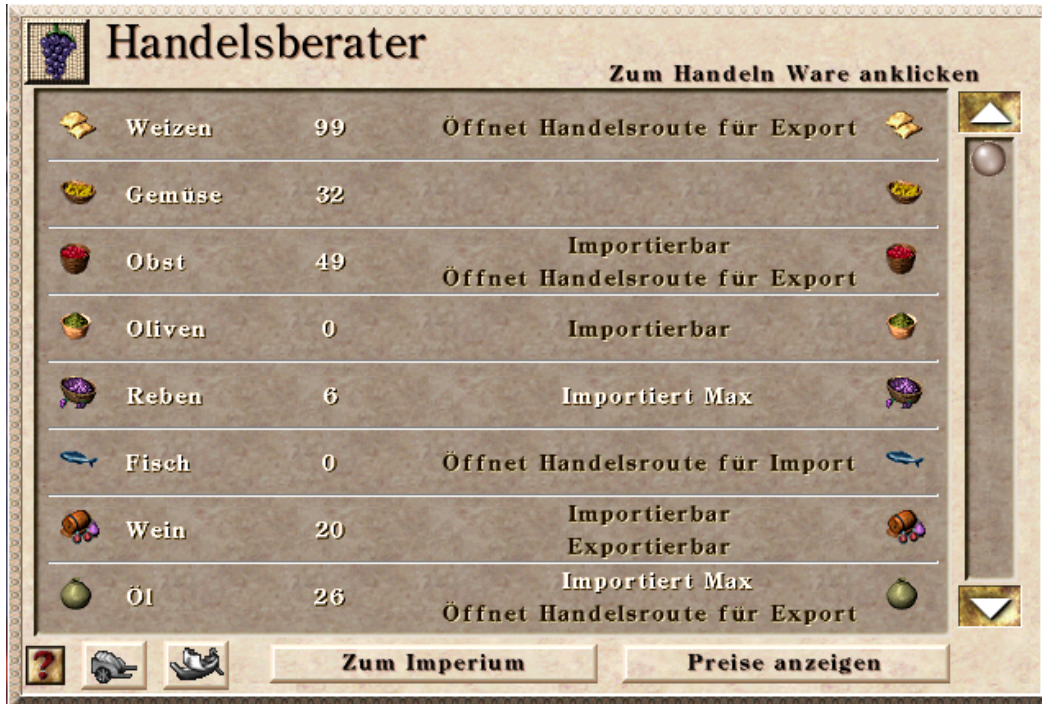 Handelsberater
Zum Handeln Ware anklicken
Weizen 99 Öffnet Handelsroute für Export
Gemüse 32
Obst 49 Importierbar
Öffnet Handelsroute für Export
Oliven 0 Importierbar
Reben 6 Importiert Max
Fisch 0 Öffnet Handelsroute für Import
Wein 20 Importierbar
Exportierbar
Öl 26 Importiert Max
Öffnet Handelsroute für Export
? Zum Imperium Preise anzeigen